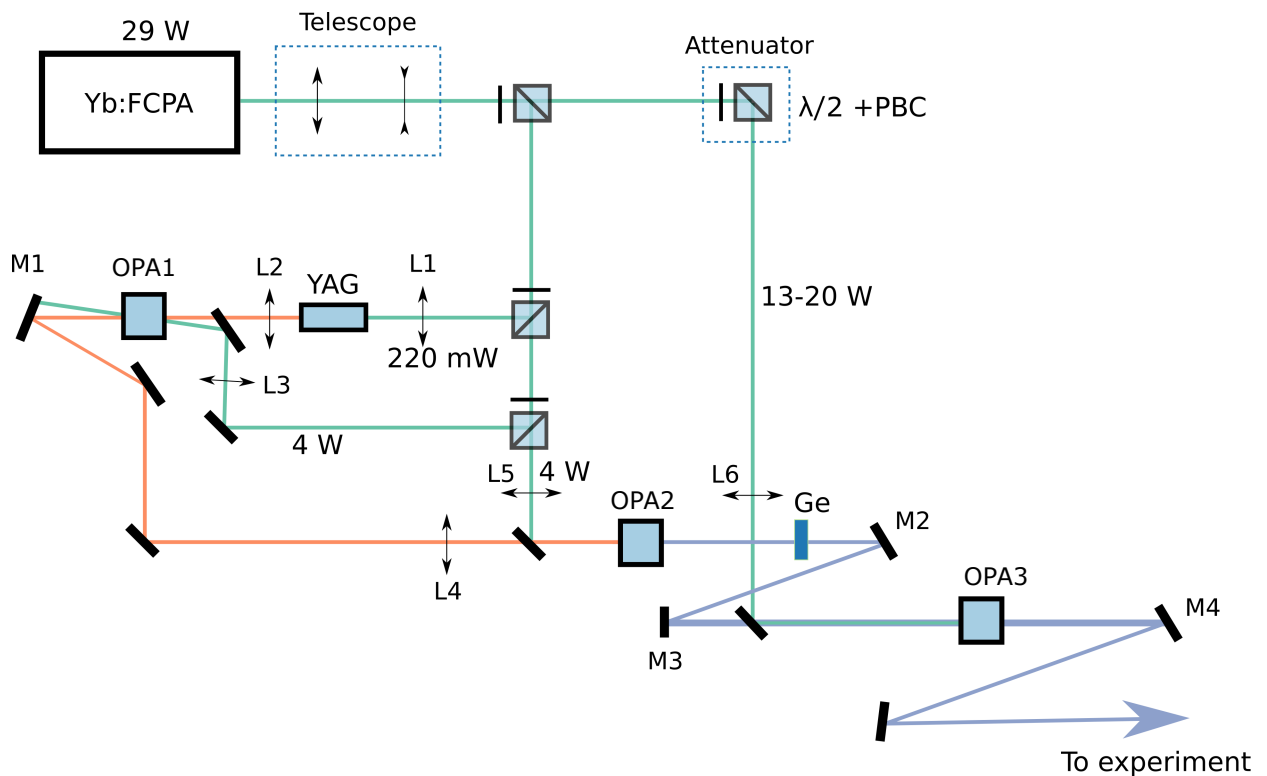 29 W
Telescope
Attenuator
Yb:FCPA
λ/2 +PBC
M1
OPA1
L2
YAG
L1
13-20 W
220 mW
L3
4 W
L5
4 W
L6
OPA2
Ge
M2
L4
OPA3
M4
M3
To experiment